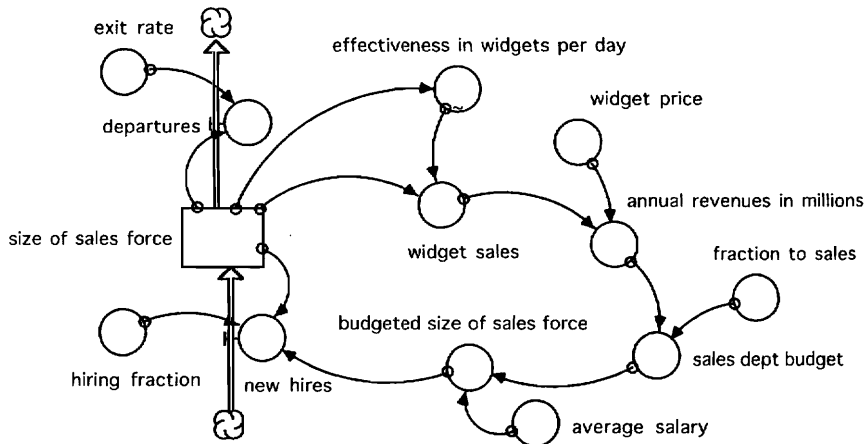 exit rate
effectiveness in widgets per day
widget price
departures
annual revenues in millions
size of sales force
widget sales
fraction to sales
budgeted size of sales force
sales dept budget
hiring fraction
new hires
average salary